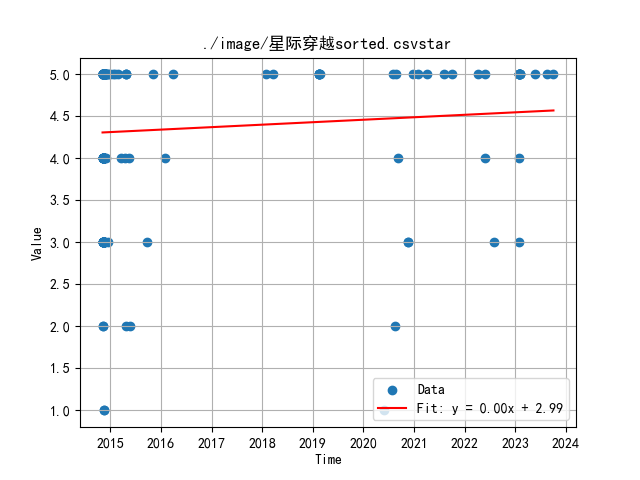 ./image/星际穿越sorted.csvstar
5.0
4.5
4.0
3.5
3.0
2.5
2.0
1.5
1.0
Value
Data
Fit: y = 0.00x + 2.99
2015 2016 2017 2018 2019 2020 2021 2022 2023 2024
Time